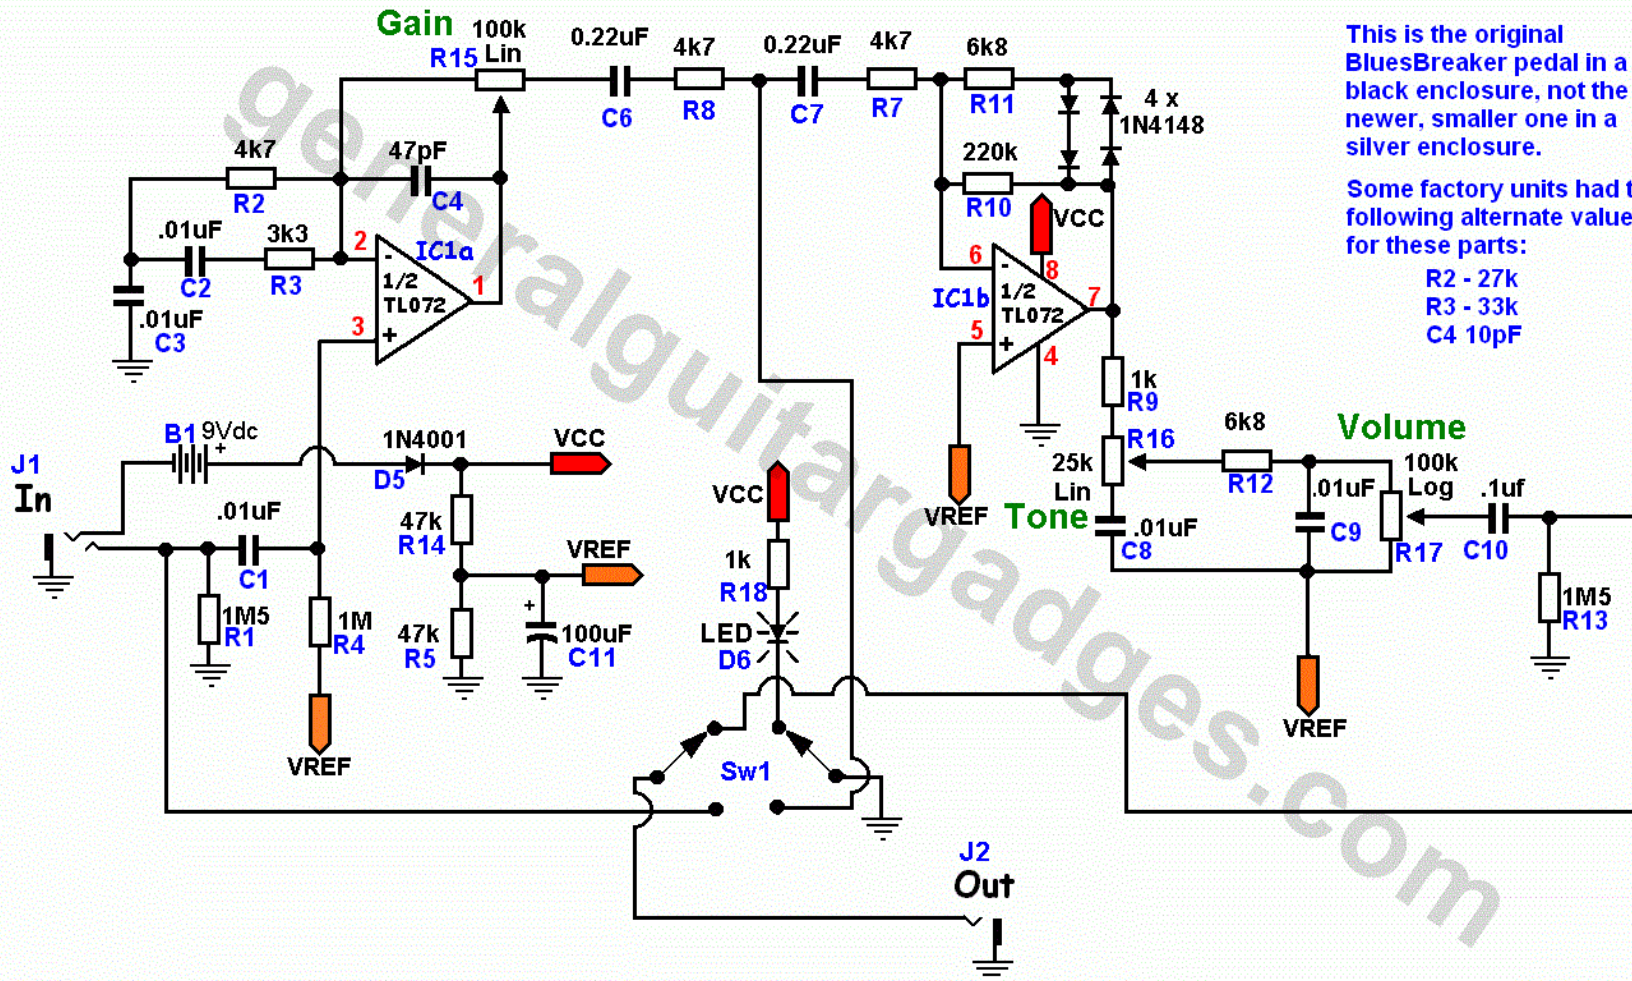 Gain
100k
Lin
R15
0.22uF
C6
4k7
R8
0.22uF
C7
4k7
R7
6k8
R11
4 x
1N4148
220k
R10
This is the original
BluesBreaker pedal in a
black enclosure, not the
newer, smaller one in a
silver enclosure.
Some factory units had t
following alternate value
for these parts:
R2 - 27k
R3 - 33k
C4 10pF
4k7
R2
47pF
C4
.01uF
C2
3k3
R3
.01uF
C3
2
-
IC1a
1/2
TL072
1
3
+
VCC
6
-
8
IC1b
1/2
TL072
7
5
+
4
VREF
1k
R9
R16
25k
Lin
Tone
.01uF
C8
6k8
R12
Volume
100k
Log
R17
.01uF
C9
.1uf
C10
1M5
R13
VREF
J1
In
B1
9Vdc
+
1N4001
D5
VCC
.01uF
C1
1M5
R1
1M
R4
VREF
47k
R14
VREF
47k
R5
+
100uF
C11
VCC
1k
R18
LED
D6
Sw1
J2
Out
generalguitargadges.com